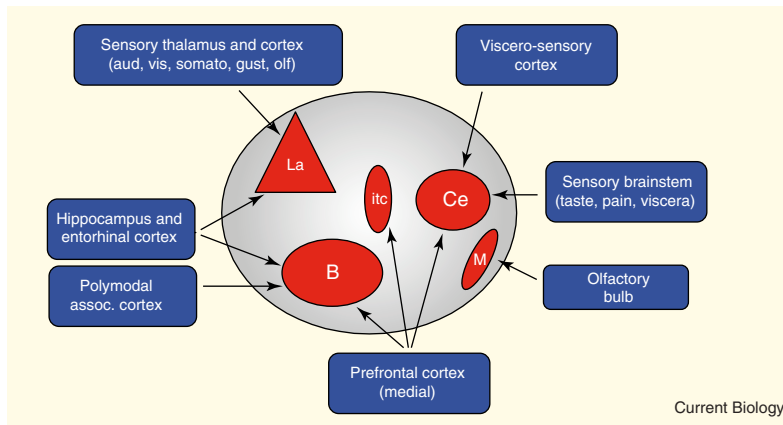 Sensory thalamus and cortex
(aud, vis, somato, gust, olf)
Viscero-sensory
cortex
La
itc
Ce
Sensory brainstem
(taste, pain, viscera)
Hippocampus and
entorhinal cortex
B
M
Polymodal
assoc. cortex
Olfactory
bulb
Prefrontal cortex
(medial)
Current Biology